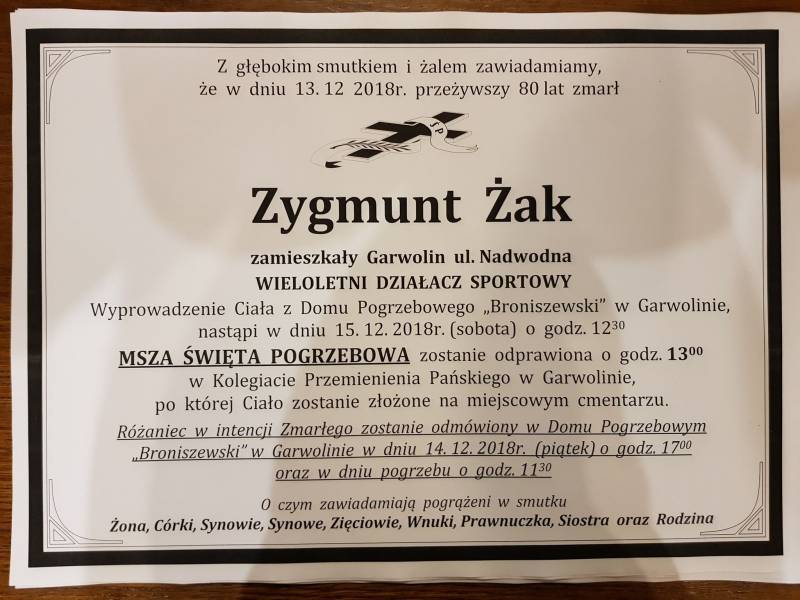 Z głębokim smutkiem i żalem zawiadamiamy,
że w dniu 13.12 2018r. przeżywszy 80 lat zmarł
ŚP
Zygmunt Żak
zamieszkały Garwolin ul. Nadwodna
WIELOLETNI DZIAŁACZ SPORTOWY
Wyprowadzenie Ciała z Domu Pogrzebowego „Broniszewski” w Garwolinie,
nastąpi w dniu 15.12.2018r. (sobota) o godz. 12³⁰
MSZA ŚWIĘTA POGRZEBOWA zostanie odprawiona o godz. 13⁰⁰
w Kolegiacie Przemienienia Pańskiego w Garwolinie,
po której Ciało zostanie złożone na miejscowym cmentarzu.
Różaniec w intencji Zmarłego zostanie odmówiony w Domu Pogrzebowym
„Broniszewski” w Garwolinie w dniu 14.12.2018r. (piątek) o godz. 17⁰⁰
oraz w dniu pogrzebu o godz. 11³⁰
O czym zawiadamiają pogrążeni w smutku
Żona, Córki, Synowie, Synowe, Zięciowie, Wnuki, Prawnuczka, Siostra oraz Rodzina